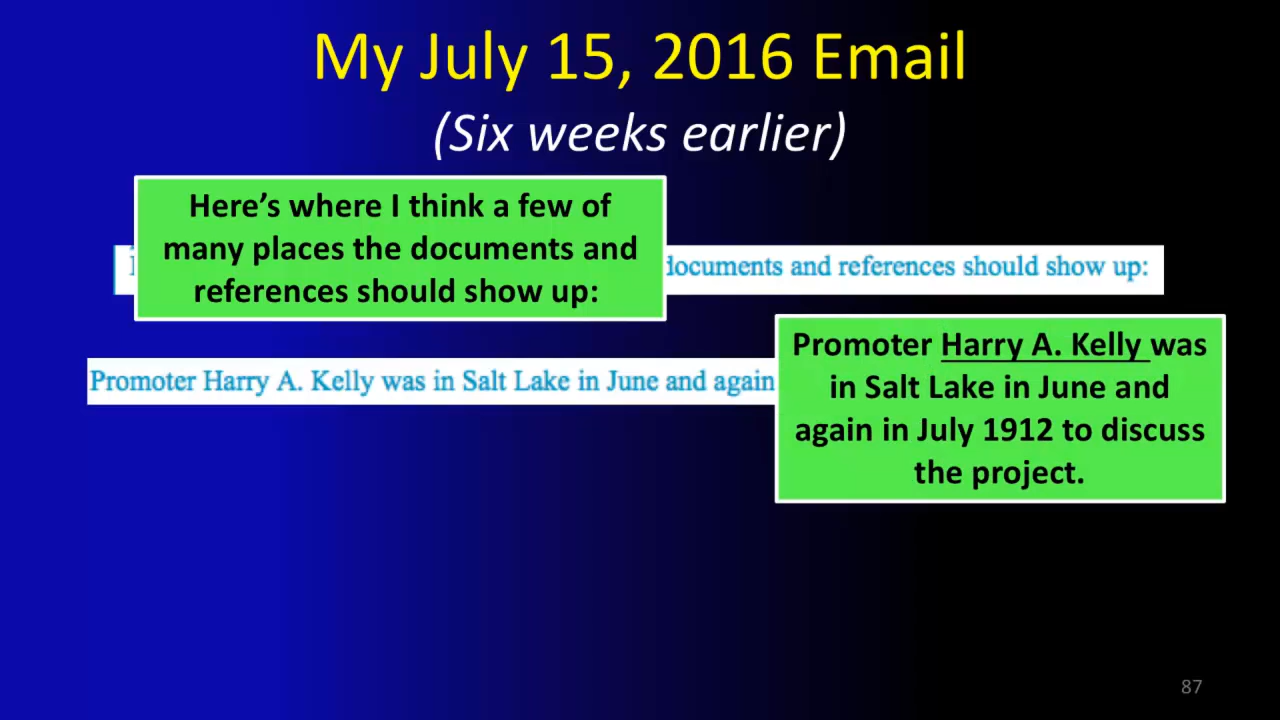 My July 15, 2016 Email
(Six weeks earlier)
Here's where I think a few of
many places the documents and
references should show up:
documents and references should show up:
Promoter Harry A. Kelly was
in Salt Lake in June and
again in July 1912 to discuss
the project.
Promoter Harry A. Kelly was in Salt Lake in June and again
87